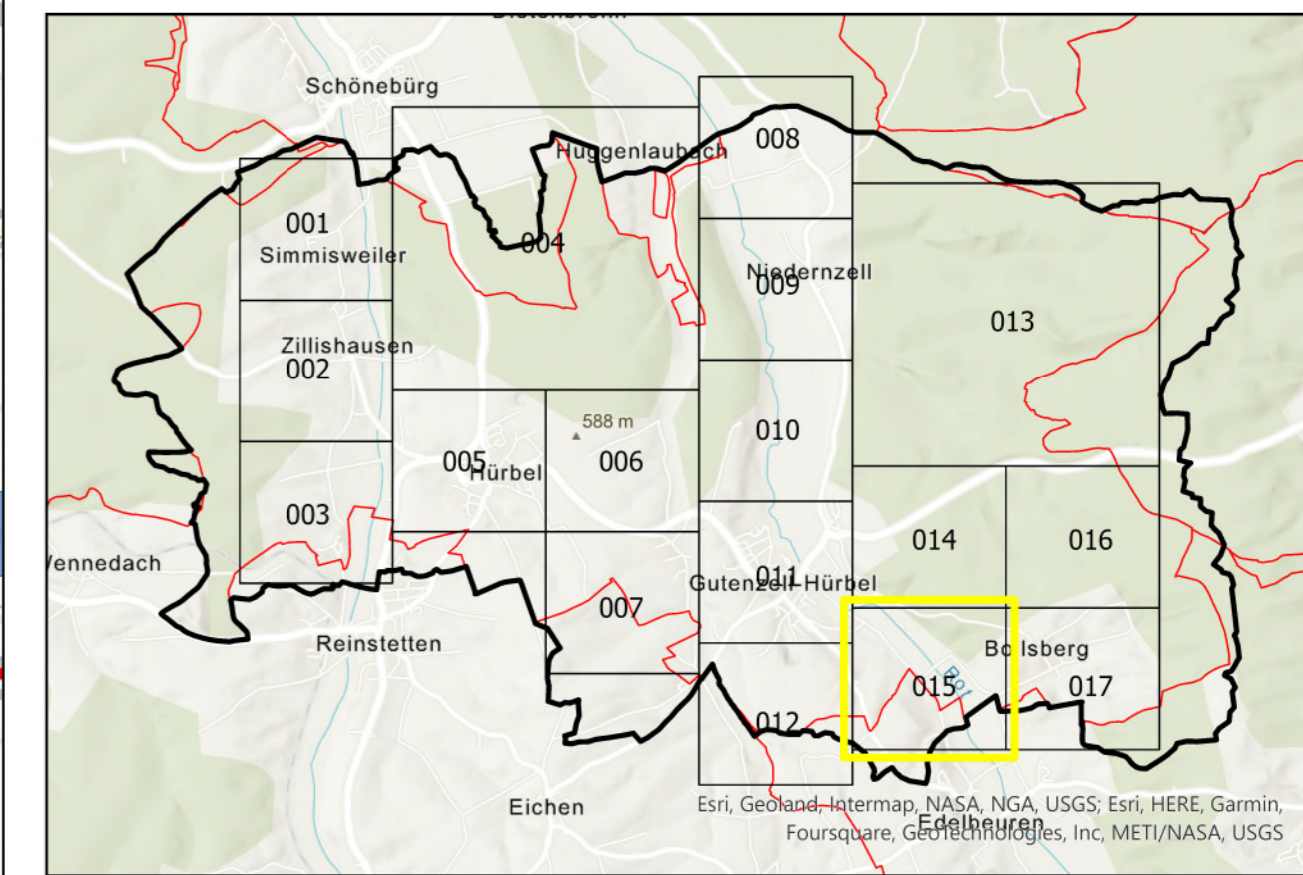 Schönebürg
008
Huggenlaubach
001
004
Simmisweiler
Niedernzell
009
013
Zillishausen
002
588 m
010
005
006
Hürbel
003
014
016
Wennedach
011
Gutenzell-Hürbel
007
Reinstetten
Bollsberg
015
Rot
017
012
Eichen
Esri, Geoland, Intermap, NASA, NGA, USGS; Esri, HERE, Garmin,
Edelbeuren
Foursquare, GeoTechnologies, Inc, METI/NASA, USGS